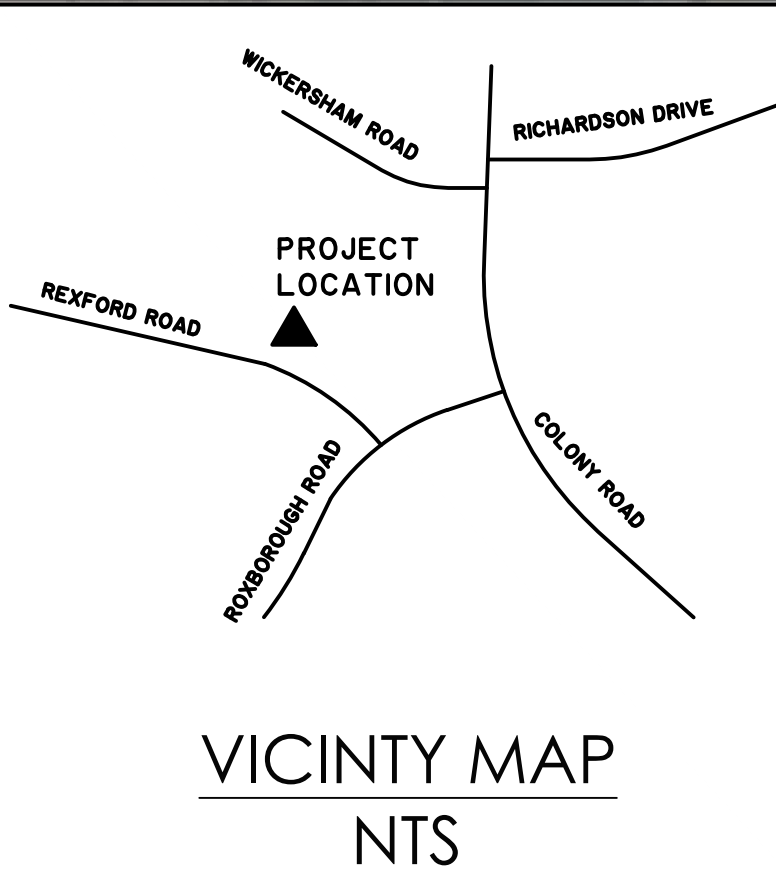 WICKERSHAM ROAD
RICHARDSON DRIVE
PROJECT
LOCATION
REXFORD ROAD
COLONY ROAD
ROXBOROUGH ROAD
VICINTY MAP
NTS